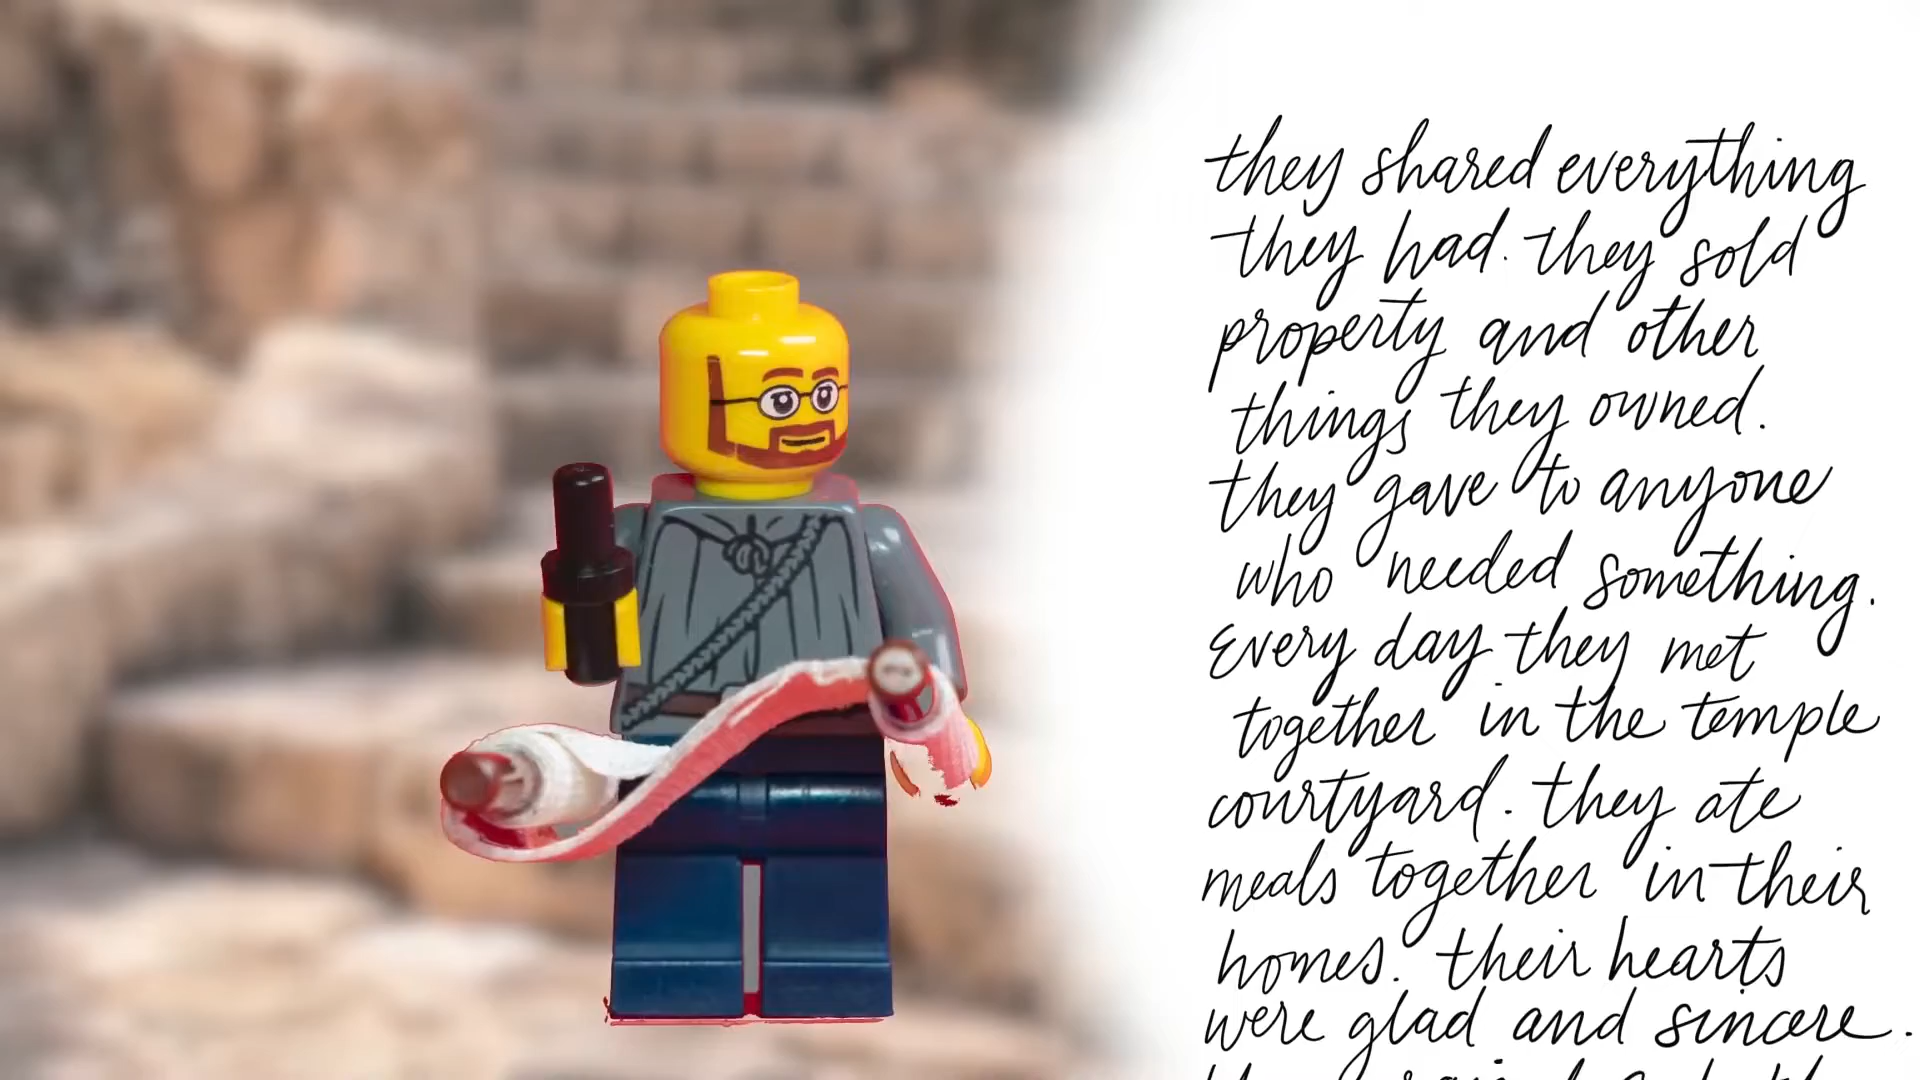 they shared everything
they had. they sold
property and other
things they owned.
they gave to anyone
who needed something.
Every day they met
together in the temple
courtyard. they ate
meals together in their
homes. their hearts
were glad and sincere.